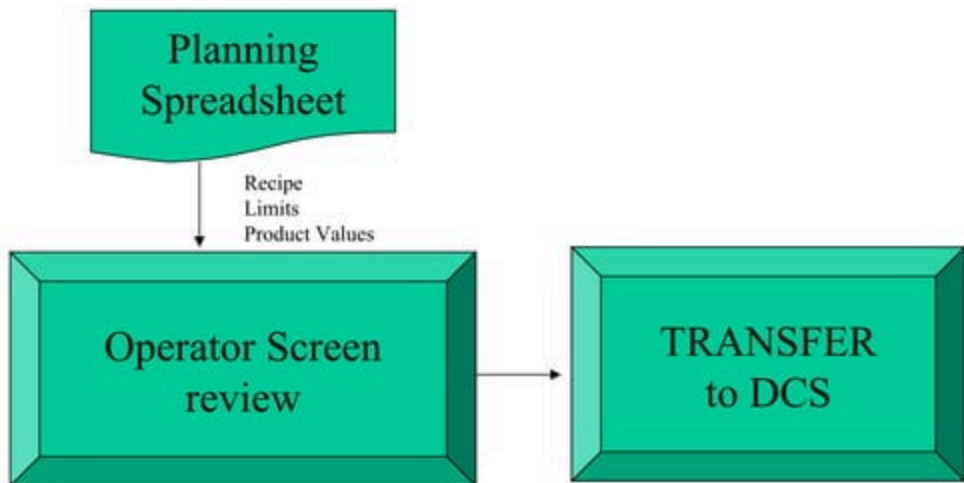 Planning
Spreadsheet
Recipe
Limits
Product Values
Operator Screen
review
TRANSFER
to DCS